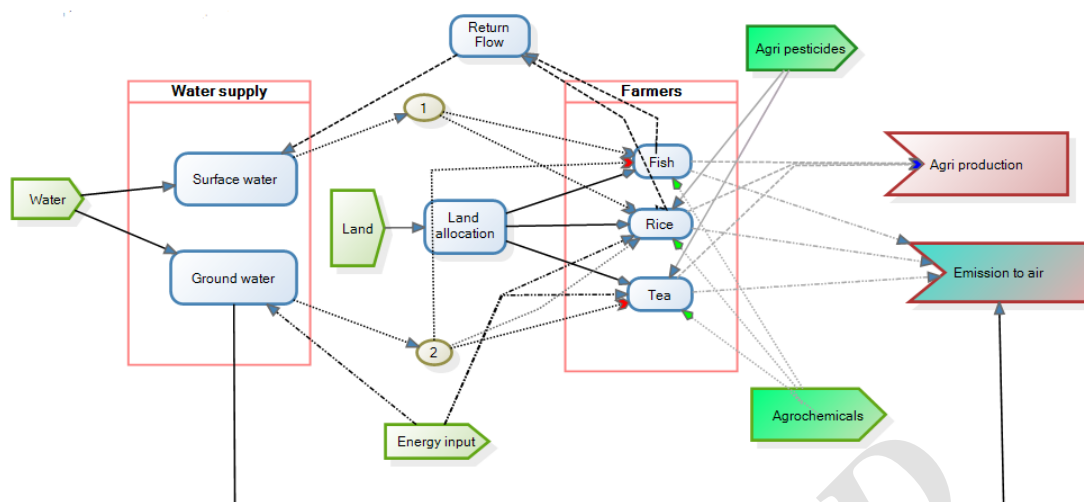 Return
Flow
Agri pesticides
Water supply
Farmers
1
Fish
Agri production
Surface water
Water
Land
Land
allocation
Rice
Ground water
Emission to air
Tea
2
Agrochemicals
Energy input